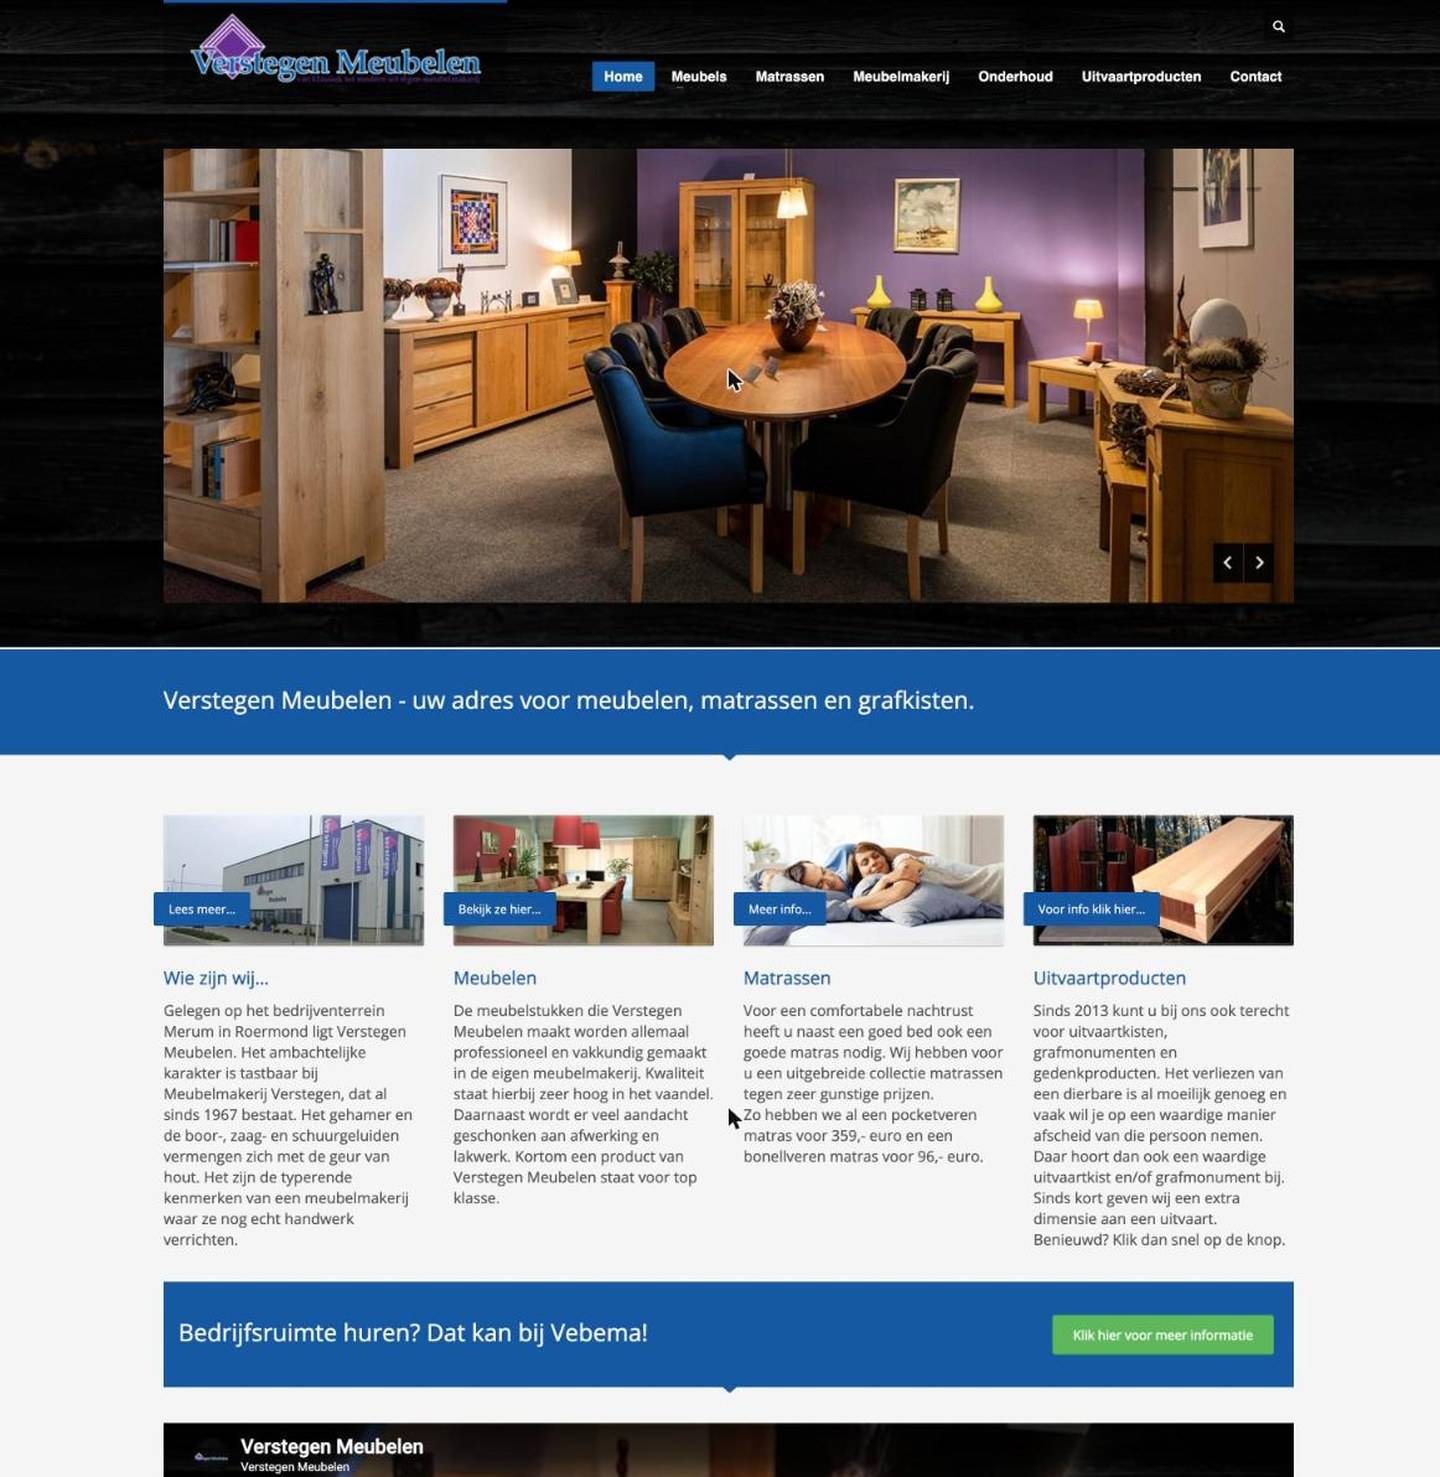 Verstegen Meubelen
Home Meubels Matrassen Meubelmakerij Onderhoud Uitvaartproducten Contact
Verstegen Meubelen - uw adres voor meubelen, matrassen en grafkisten.
Lees meer...
Bekijk ze hier...
Meer info...
Voor info klik hier...
Wie zijn wij...
Gelegen op het bedrijventerrein
Merum in Roermond ligt Verstegen
Meubelen. Het ambachtelijke
karakter is tastbaar bij
Meubelmakerij Verstegen, dat al
sinds 1967 bestaat. Het gehamer en
de boor-, zaag- en schuurgeluiden
vermengen zich met de geur van
hout. Het zijn de typerende
kenmerken van een meubelmakerij
waar ze nog echt handwerk
verrichten.
Meubelen
De meubelstukken die Verstegen
Meubelen maakt worden allemaal
professioneel en vakkundig gemaakt
in de eigen meubelmakerij. Kwaliteit
staat hierbij zeer hoog in het vaandel.
Daarnaast wordt er veel aandacht
geschonken aan afwerking en
lakwerk. Kortom een product van
Verstegen Meubelen staat voor top
klasse.
Matrassen
Voor een comfortabele nachtrust
heeft u naast een goed bed ook een
goede matras nodig. Wij hebben voor
u een uitgebreide collectie matrassen
tegen zeer gunstige prijzen.
Zo hebben we al een pocketveren
matras voor 359,- euro en een
bonellveren matras voor 96,- euro.
Uitvaartproducten
Sinds 2013 kunt u bij ons ook terecht
voor uitvaartkisten,
grafmonumenten en
gedenkproducten. Het verliezen van
een dierbare is al moeilijk genoeg en
vaak wil je op een waardige manier
afscheid van die persoon nemen.
Daar hoort dan ook een waardige
uitvaartkist en/of grafmonument bij.
Sinds kort geven wij een extra
dimensie aan een uitvaart.
Benieuwd? Klik dan snel op de knop.
Bedrijfsruimte huren? Dat kan bij Vebema!
Klik hier voor meer informatie
Verstegen Meubelen
Verstegen Meubelen